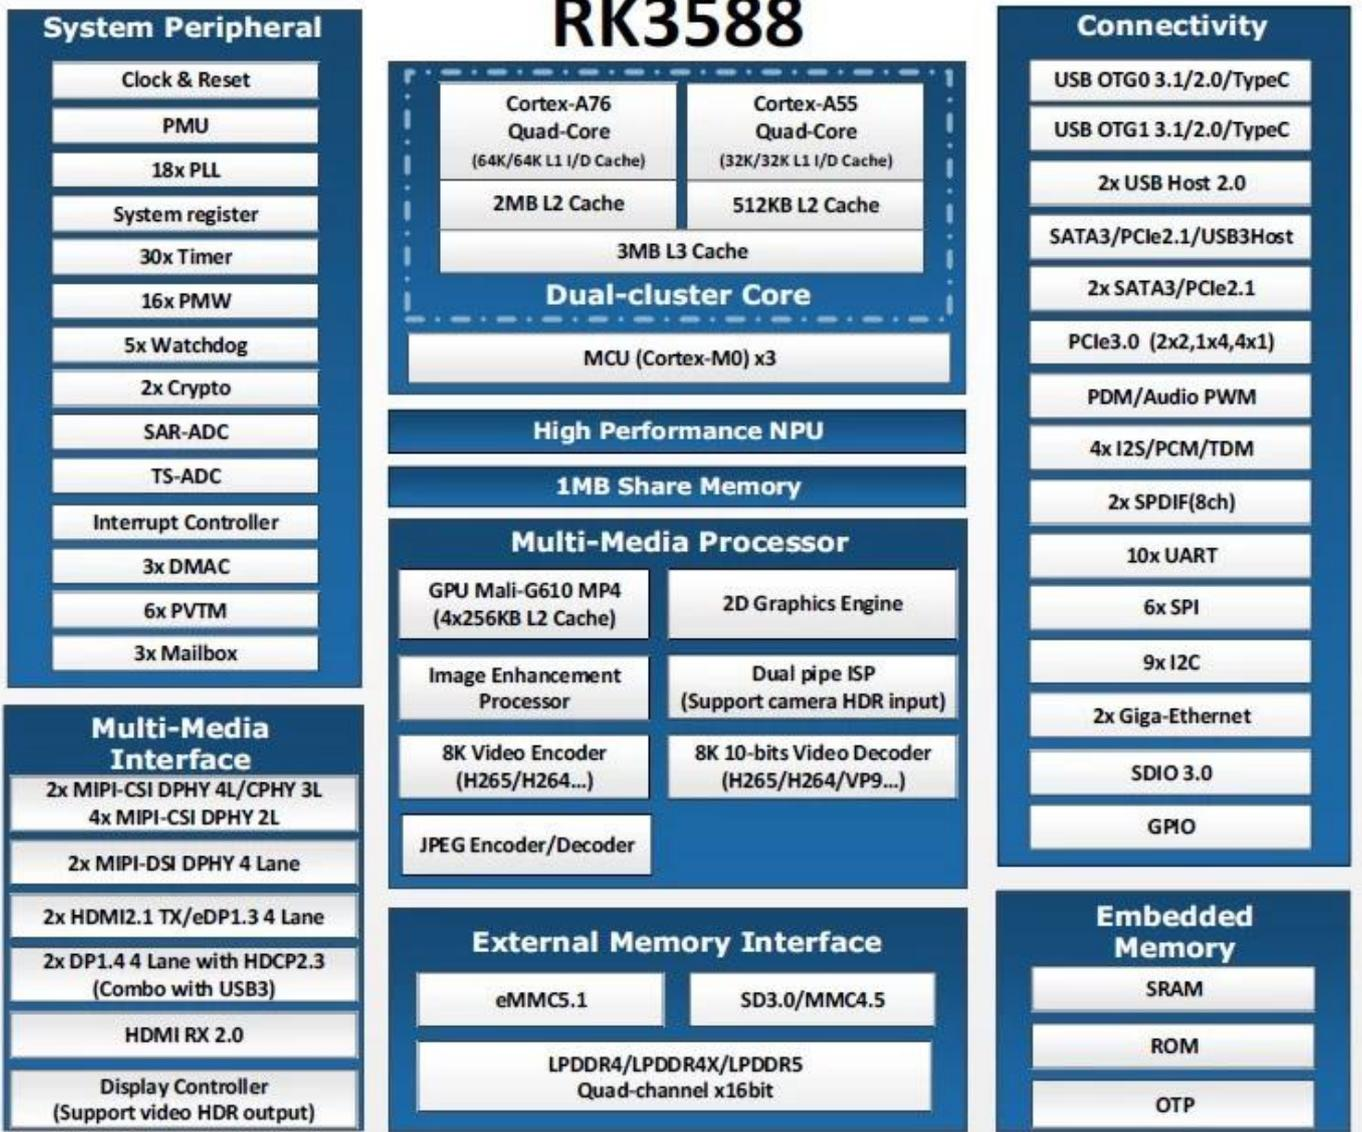 RK3588
System Peripheral
Clock & Reset
PMU
18x PLL
System register
30x Timer
16x PMW
5x Watchdog
2x Crypto
SAR-ADC
TS-ADC
Interrupt Controller
3x DMAC
6x PVTM
3x Mailbox
Multi-Media
Interface
2x MIPI-CSI DPHY 4L/CPHY 3L
4x MIPI-CSI DPHY 2L
2x MIPI-DSI DPHY 4 Lane
2x HDMI2.1 TX/eDP1.3 4 Lane
2x DP1.4 4 Lane with HDCP2.3
(Combo with USB3)
HDMI RX 2.0
Display Controller
(Support video HDR output)
Cortex-A76
Quad-Core
(64K/64K L1 I/D Cache)
2MB L2 Cache
Cortex-A55
Quad-Core
(32K/32K L1 I/D Cache)
512KB L2 Cache
3MB L3 Cache
Dual-cluster Core
MCU (Cortex-M0) x3
High Performance NPU
1MB Share Memory
Multi-Media Processor
GPU Mali-G610 MP4
(4x256KB L2 Cache)
2D Graphics Engine
Image Enhancement
Processor
Dual pipe ISP
(Support camera HDR input)
8K Video Encoder
(H265/H264...)
8K 10-bits Video Decoder
(H265/H264/VP9...)
JPEG Encoder/Decoder
External Memory Interface
eMMC5.1
SD3.0/MMC4.5
LPDDR4/LPDDR4X/LPDDR5
Quad-channel x16bit
Connectivity
USB OTG0 3.1/2.0/TypeC
USB OTG1 3.1/2.0/TypeC
2x USB Host 2.0
SATA3/PCIe2.1/USB3Host
2x SATA3/PCIe2.1
PCIe3.0 (2x2,1x4,4x1)
PDM/Audio PWM
4x I2S/PCM/TDM
2x SPDIF(8ch)
10x UART
6x SPI
9x I2C
2x Giga-Ethernet
SDIO 3.0
GPIO
Embedded
Memory
SRAM
ROM
OTP